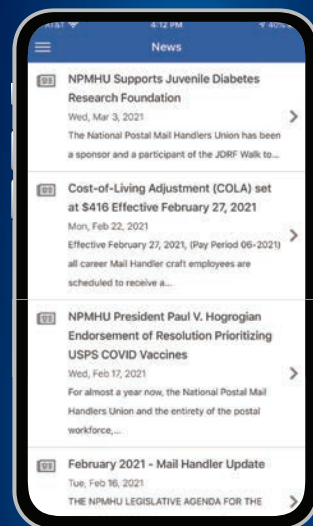 AT&T 4:12 PM 40%
News
NPMHU Supports Juvenile Diabetes
Research Foundation
Wed, Mar 3, 2021
The National Postal Mail Handlers Union has been
a sponsor and a participant of the JDRF Walk to...
Cost-of-Living Adjustment (COLA) set
at $416 Effective February 27, 2021
Mon, Feb 22, 2021
Effective February 27, 2021, (Pay Period 06-2021)
all career Mail Handler craft employees are
scheduled to receive a...
NPMHU President Paul V. Hogrogian
Endorsement of Resolution Prioritizing
USPS COVID Vaccines
Wed, Feb 17, 2021
For almost a year now, the National Postal Mail
Handlers Union and the entirety of the postal
workforce,...
February 2021 - Mail Handler Update
Tue, Feb 16, 2021
THE NPMHU LEGISLATIVE AGENDA FOR THE